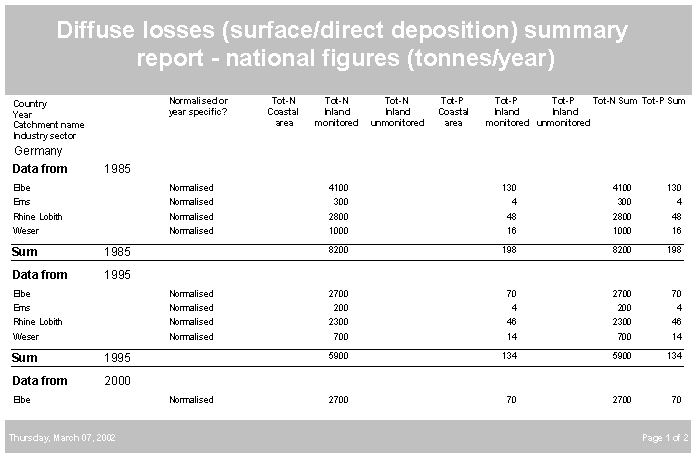 Diffuse losses (surface/direct deposition) summary
report - national figures (tonnes/year)
Country Normalised or Tot-N Tot-N Tot-N Tot-P Tot-P Tot-P Tot-N Sum Tot-P Sum
Year year specific? Coastal Inland Inland Coastal Inland Inland
Catchment name area monitored unmonitored area monitored unmonitored
Industry sector
Germany
Data from 1985
Elbe Normalised 4100 130 4100 130
Ems Normalised 300 4 300 4
Rhine Lobith Normalised 2800 48 2800 48
Weser Normalised 1000 16 1000 16
Sum 1985 8200 198 8200 198
Data from 1995
Elbe Normalised 2700 70 2700 70
Ems Normalised 200 4 200 4
Rhine Lobith Normalised 2300 46 2300 46
Weser Normalised 700 14 700 14
Sum 1995 5900 134 5900 134
Data from 2000
Elbe Normalised 2700 70 2700 70
Thursday, March 07, 2002 Page 1 of 2